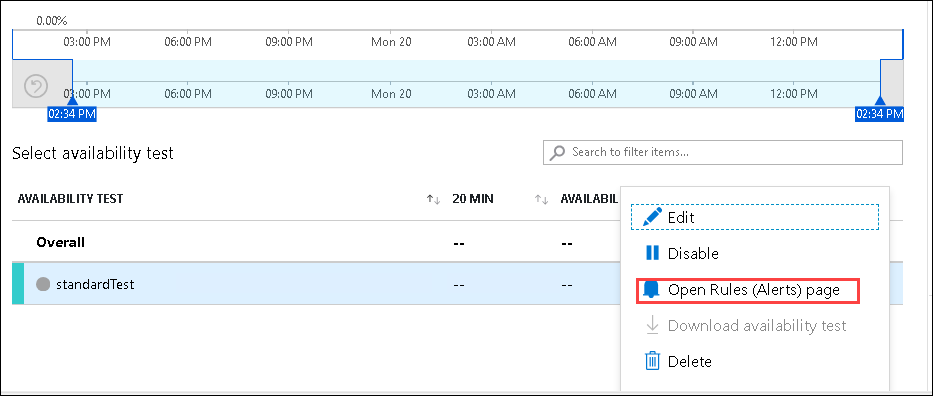 0.00%
03:00 PM 06:00 PM 09:00 PM Mon 20 03:00 AM 06:00 AM 09:00 AM 12:00 PM
03:00 PM 06:00 PM 09:00 PM Mon 20 03:00 AM 06:00 AM 09:00 AM 12:00 PM
02:34 PM 02:34 PM
Select availability test Search to filter items...
AVAILABILITY TEST 20 MIN AVAILABIL
Edit
Overall -- --
Disable
standardTest -- --
Open Rules (Alerts) page
Download availability test
Delete